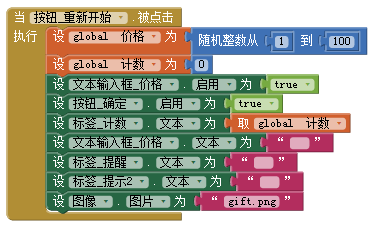 当 按钮_重新开始 . 被点击
执行 设 global 价格 为 随机整数从 1 到 100
设 global 计数 为 0
设 文本输入框_价格 . 启用 为 true
设 按钮_确定 . 启用 为 true
设 标签_计数 . 文本 为 取 global 计数
设 文本输入框_价格 . 文本 为 “ ”
设 标签_提醒 . 文本 为 “ ”
设 标签_提示2 . 文本 为 “ ”
设 图像 . 图片 为 “ gift.png ”